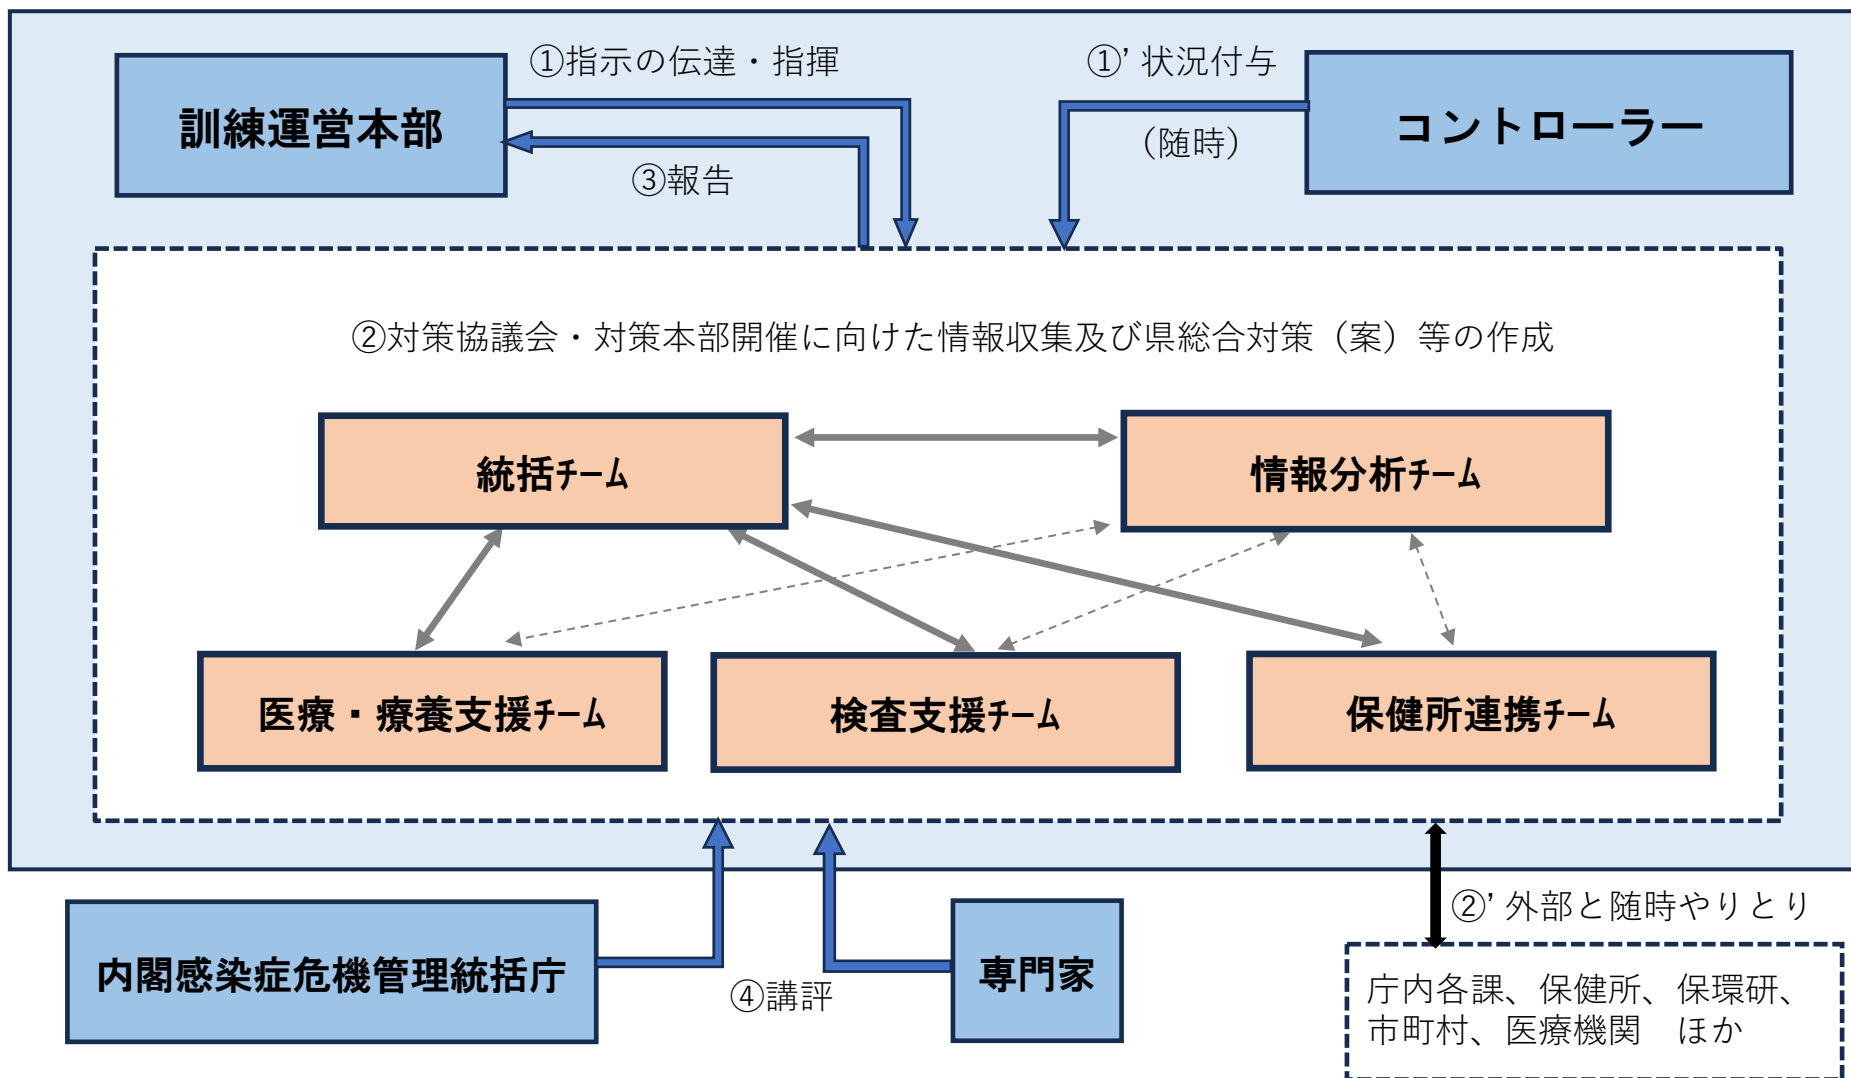 ①指示の伝達・指揮
①’ 状況付与
訓練運営本部
コントローラー
（随時）
③報告
②対策協議会・対策本部開催に向けた情報収集及び県総合対策（案）等の作成
統括ﾁｰﾑ
情報分析ﾁｰﾑ
医療・療養支援ﾁｰﾑ
検査支援ﾁｰﾑ
保健所連携ﾁｰﾑ
②’ 外部と随時やりとり
内閣感染症危機管理統括庁
専門家
④講評
庁内各課、保健所、保環研、
市町村、医療機関　ほか